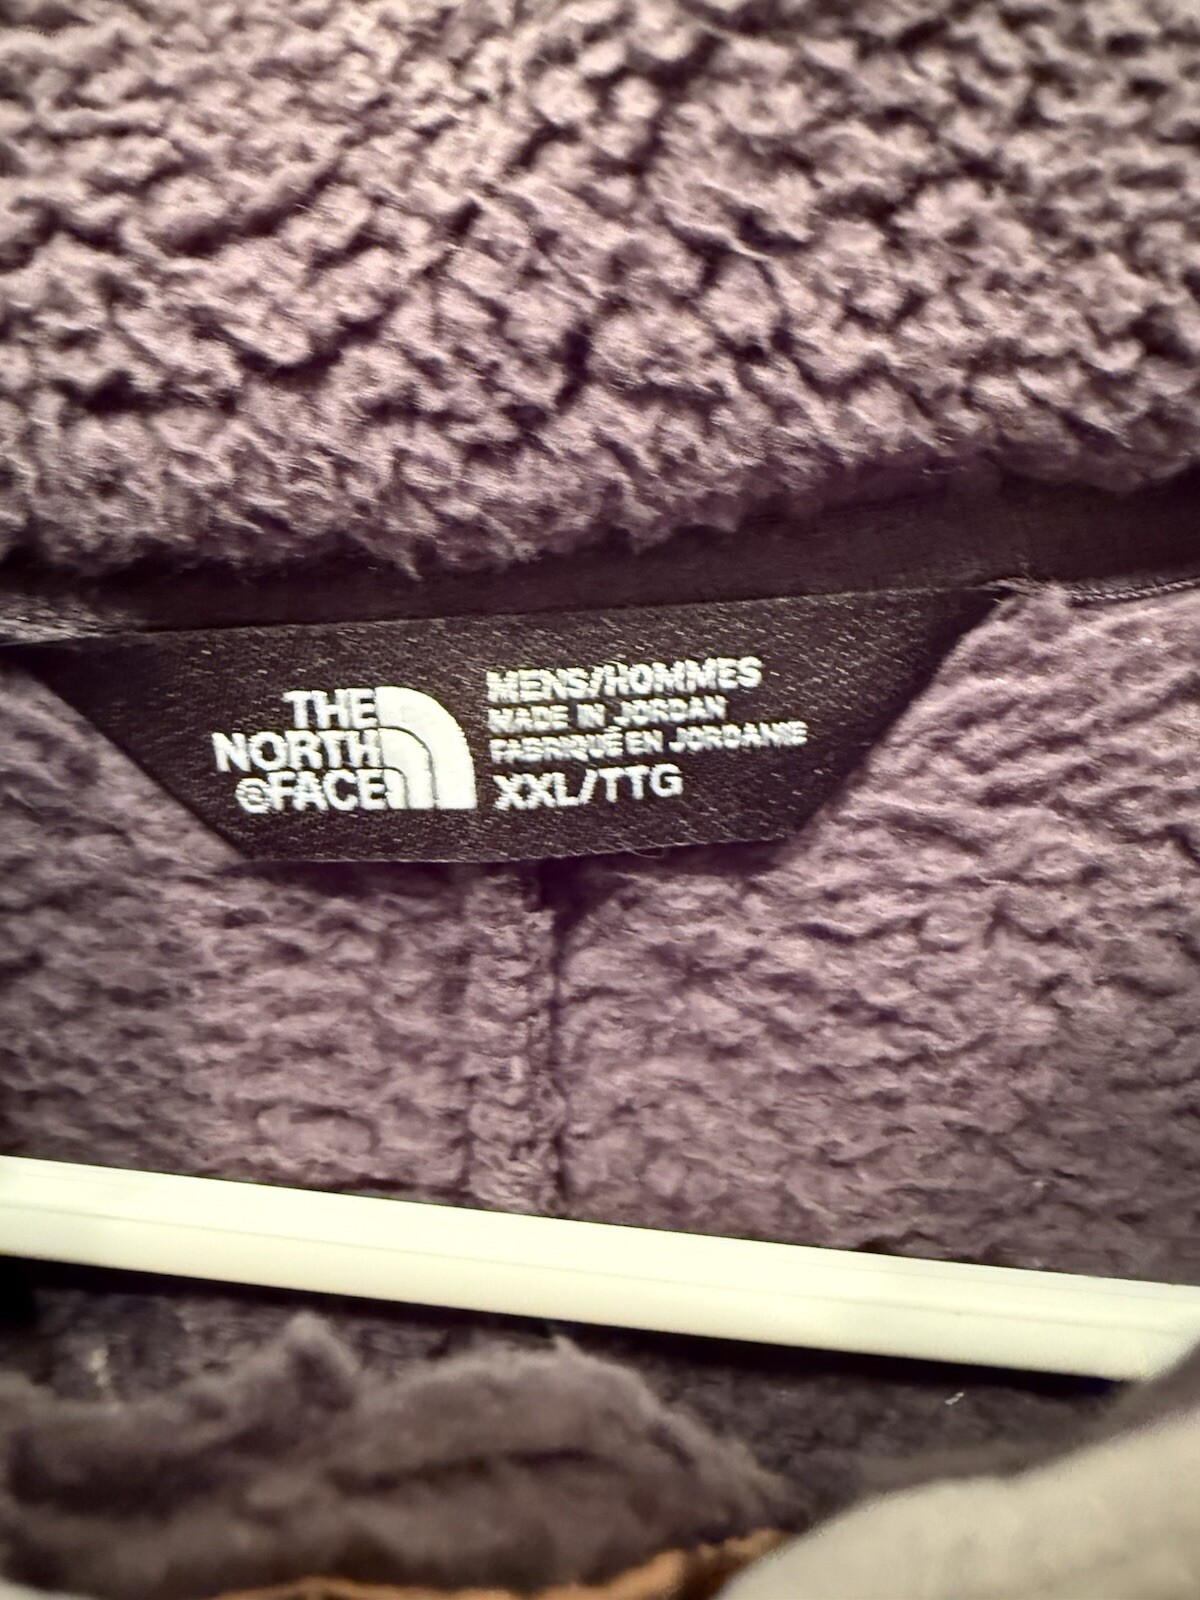 THE
NORTH
®FACE
MENS/HOMMES
MADE IN JORDAN
FABRIQUÉ EN JORDANIE
XXL/TTG